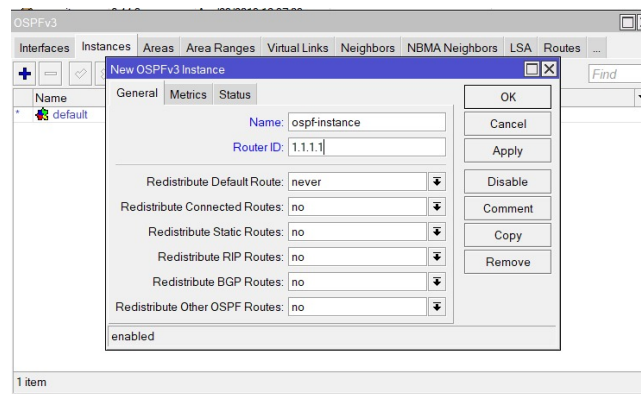 OSPFv3
Interfaces Instances Areas Area Ranges Virtual Links Neighbors NBMA Neighbors LSA Routes ...
Find
New OSPFv3 Instance
General Metrics Status
Name
* default
Name: ospf-instance
Router ID: 1.1.1.1
Redistribute Default Route: never
Redistribute Connected Routes: no
Redistribute Static Routes: no
Redistribute RIP Routes: no
Redistribute BGP Routes: no
Redistribute Other OSPF Routes: no
OK
Cancel
Apply
Disable
Comment
Copy
Remove
enabled
1 item